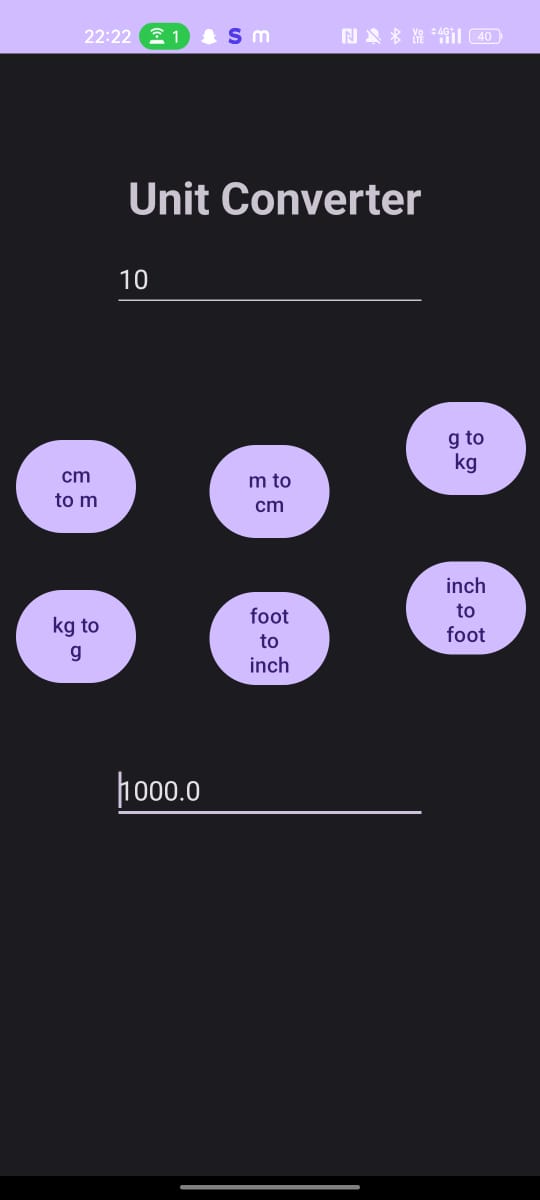 22:22 1 S m Vo LTE 4G+ 40
Unit Converter
10
g to
kg
cm
to m
m to
cm
inch
to
foot
kg to
g
foot
to
inch
1000.0